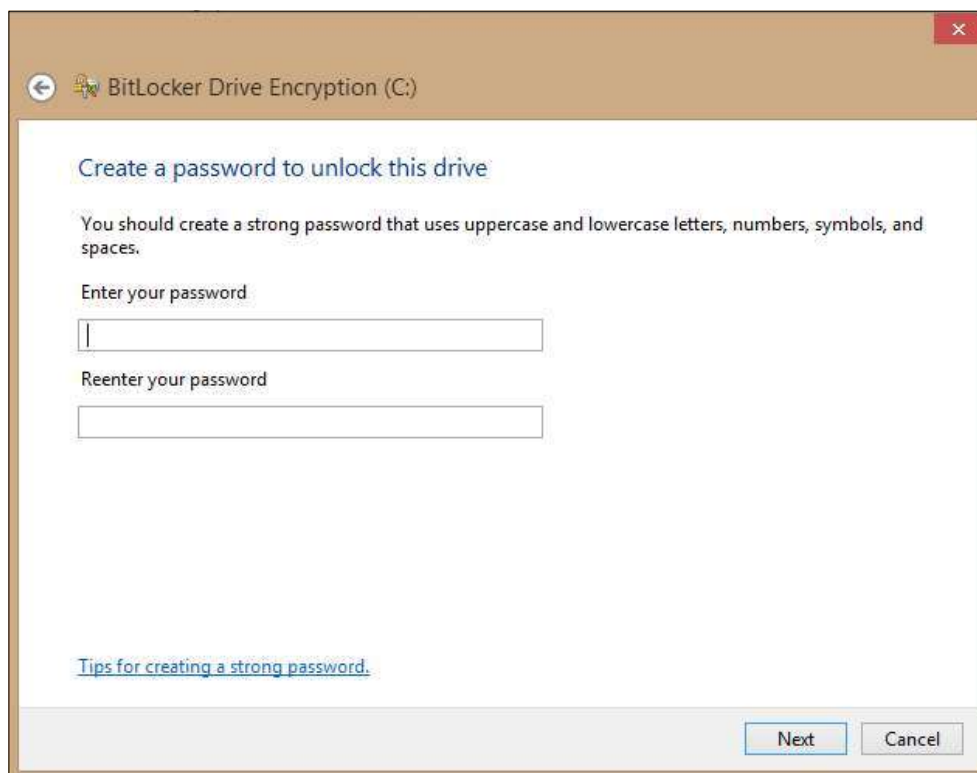 BitLocker Drive Encryption (C:)
Create a password to unlock this drive
You should create a strong password that uses uppercase and lowercase letters, numbers, symbols, and
spaces.
Enter your password
Reenter your password
Tips for creating a strong password.
Next Cancel